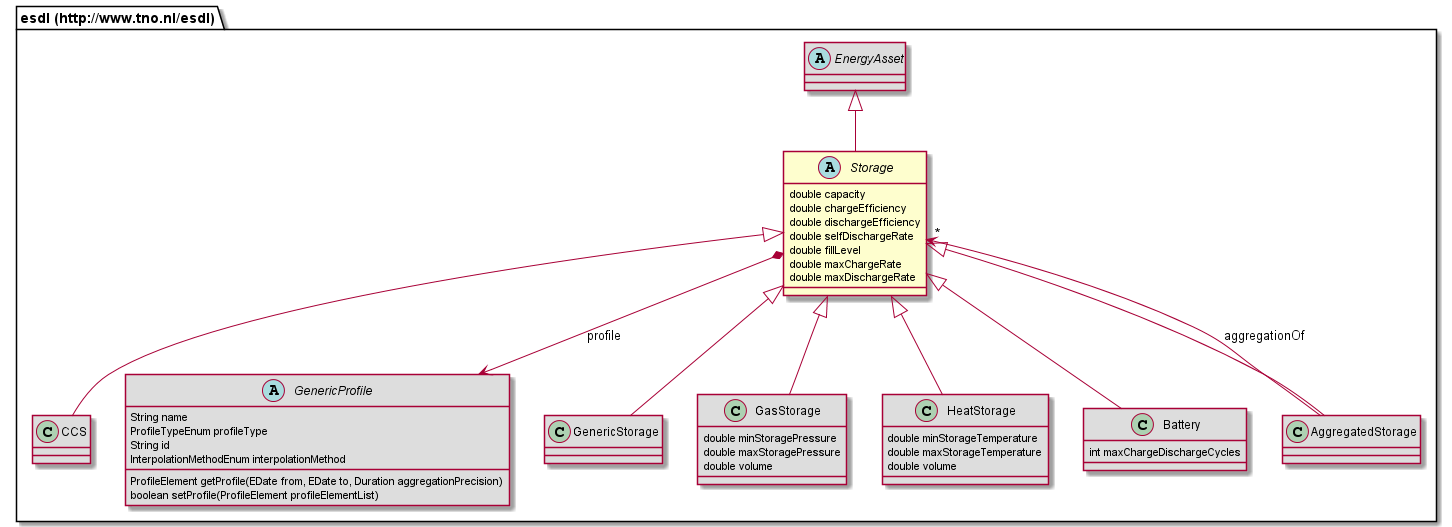 esdl (http://www.tno.nl/esdl)
A EnergyAsset
A Storage
double capacity
double chargeEfficiency
double dischargeEfficiency
double selfDischargeRate
double fillLevel
double maxChargeRate
double maxDischargeRate
*
profile
aggregationOf
C CCS
A GenericProfile
String name
ProfileTypeEnum profileType
String id
InterpolationMethodEnum interpolationMethod
ProfileElement getProfile(EDate from, EDate to, Duration aggregationPrecision)
boolean setProfile(ProfileElement profileElementList)
C GenericStorage
C GasStorage
double minStoragePressure
double maxStoragePressure
double volume
C HeatStorage
double minStorageTemperature
double maxStorageTemperature
double volume
C Battery
int maxChargeDischargeCycles
C AggregatedStorage